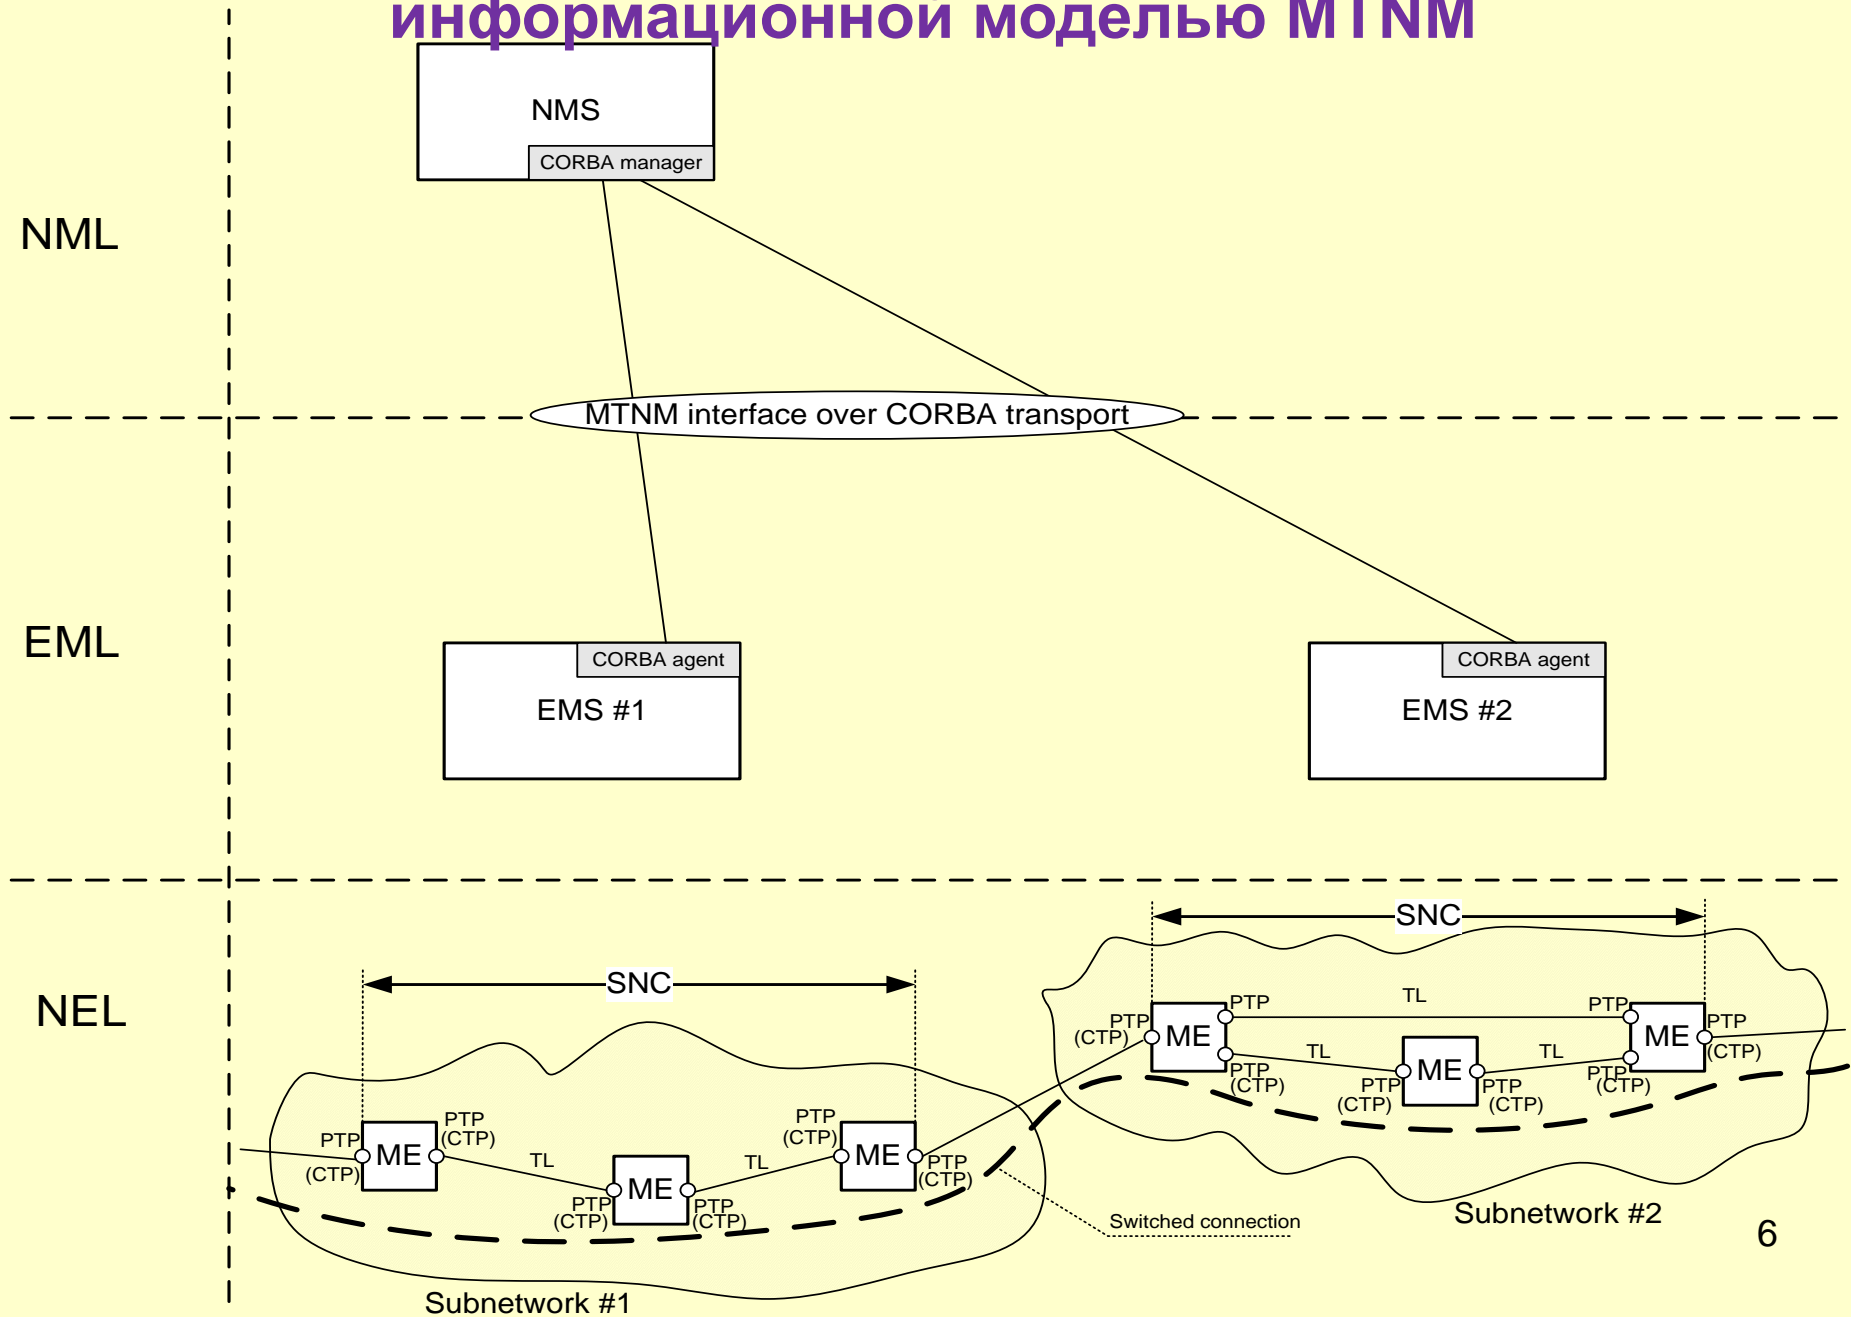 информационной моделью MTNM
NMS
CORBA manager
NML
MTNM interface over CORBA transport
EML
CORBA agent
EMS #1
CORBA agent
EMS #2
NEL
SNC
SNC
PTP
(CTP)
ME
PTP
(CTP)
TL
PTP
(CTP)
ME
PTP
(CTP)
TL
PTP
(CTP)
ME
PTP
(CTP)
PTP
(CTP)
ME
PTP
TL
PTP
PTP
(CTP)
TL
PTP
(CTP)
ME
PTP
(CTP)
TL
PTP
(CTP)
ME
PTP
(CTP)
Switched connection
Subnetwork #1
Subnetwork #2
6